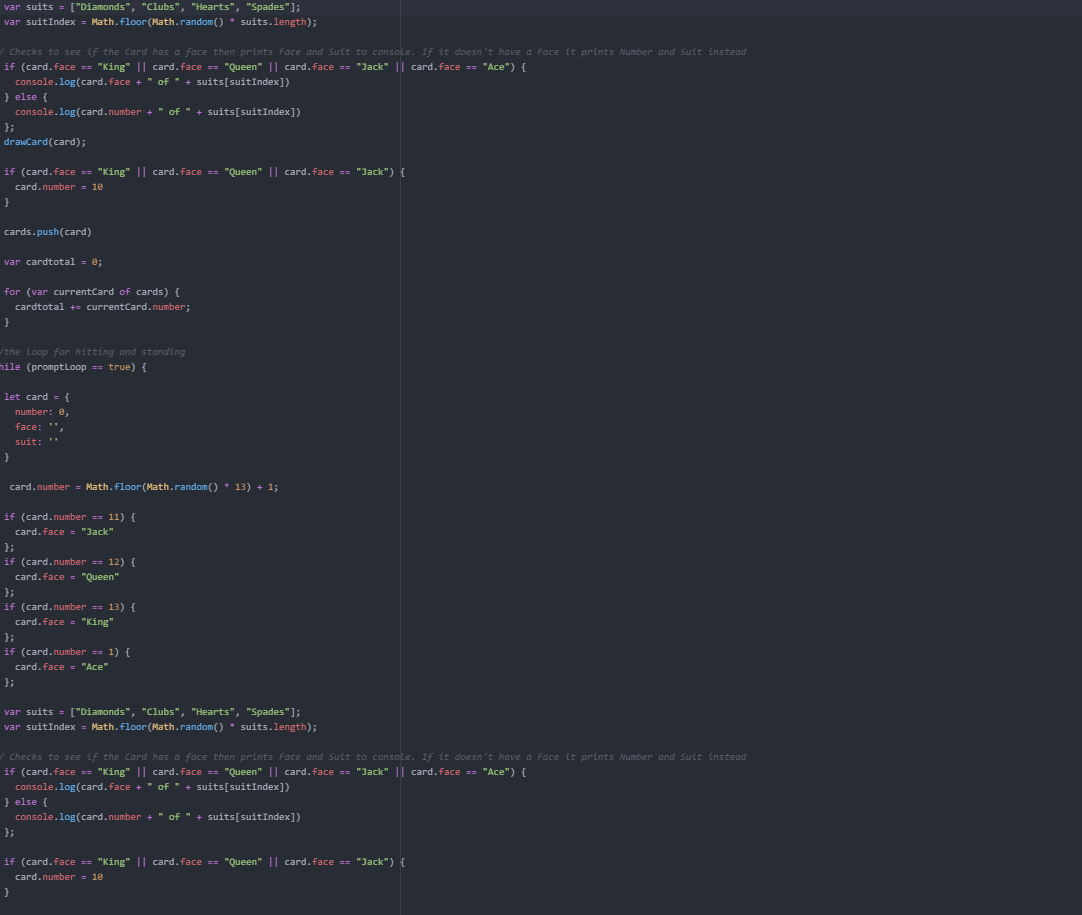 var suits = ["Diamonds", "Clubs", "Hearts", "Spades"];
var suitIndex = Math.floor(Math.random() * suits.length);
/ Checks to see if the Card has a face then prints Face and Suit to console. If it doesn't have a Face it prints Number and Suit instead
if (card.face == "King" || card.face == "Queen" || card.face == "Jack" || card.face == "Ace") {
console.log(card.face + " of " + suits[suitIndex])
} else {
console.log(card.number + " of " + suits[suitIndex])
};
drawCard(card);
if (card.face == "King" || card.face == "Queen" || card.face == "Jack") {
card.number = 10
}
cards.push(card)
var cardtotal = 0;
for (var currentCard of cards) {
cardtotal += currentCard.number;
}
/the loop for hitting and standing
hile (promptLoop == true) {
let card = {
number: 0,
face: '',
suit: ''
}
card.number = Math.floor(Math.random() * 13) + 1;
if (card.number == 11) {
card.face = "Jack"
};
if (card.number == 12) {
card.face = "Queen"
};
if (card.number == 13) {
card.face = "King"
};
if (card.number == 1) {
card.face = "Ace"
};
var suits = ["Diamonds", "Clubs", "Hearts", "Spades"];
var suitIndex = Math.floor(Math.random() * suits.length);
/ Checks to see if the Card has a face then prints Face and Suit to console. If it doesn't have a Face it prints Number and Suit instead
if (card.face == "King" || card.face == "Queen" || card.face == "Jack" || card.face == "Ace") {
console.log(card.face + " of " + suits[suitIndex])
} else {
console.log(card.number + " of " + suits[suitIndex])
};
if (card.face == "King" || card.face == "Queen" || card.face == "Jack") {
card.number = 10
}